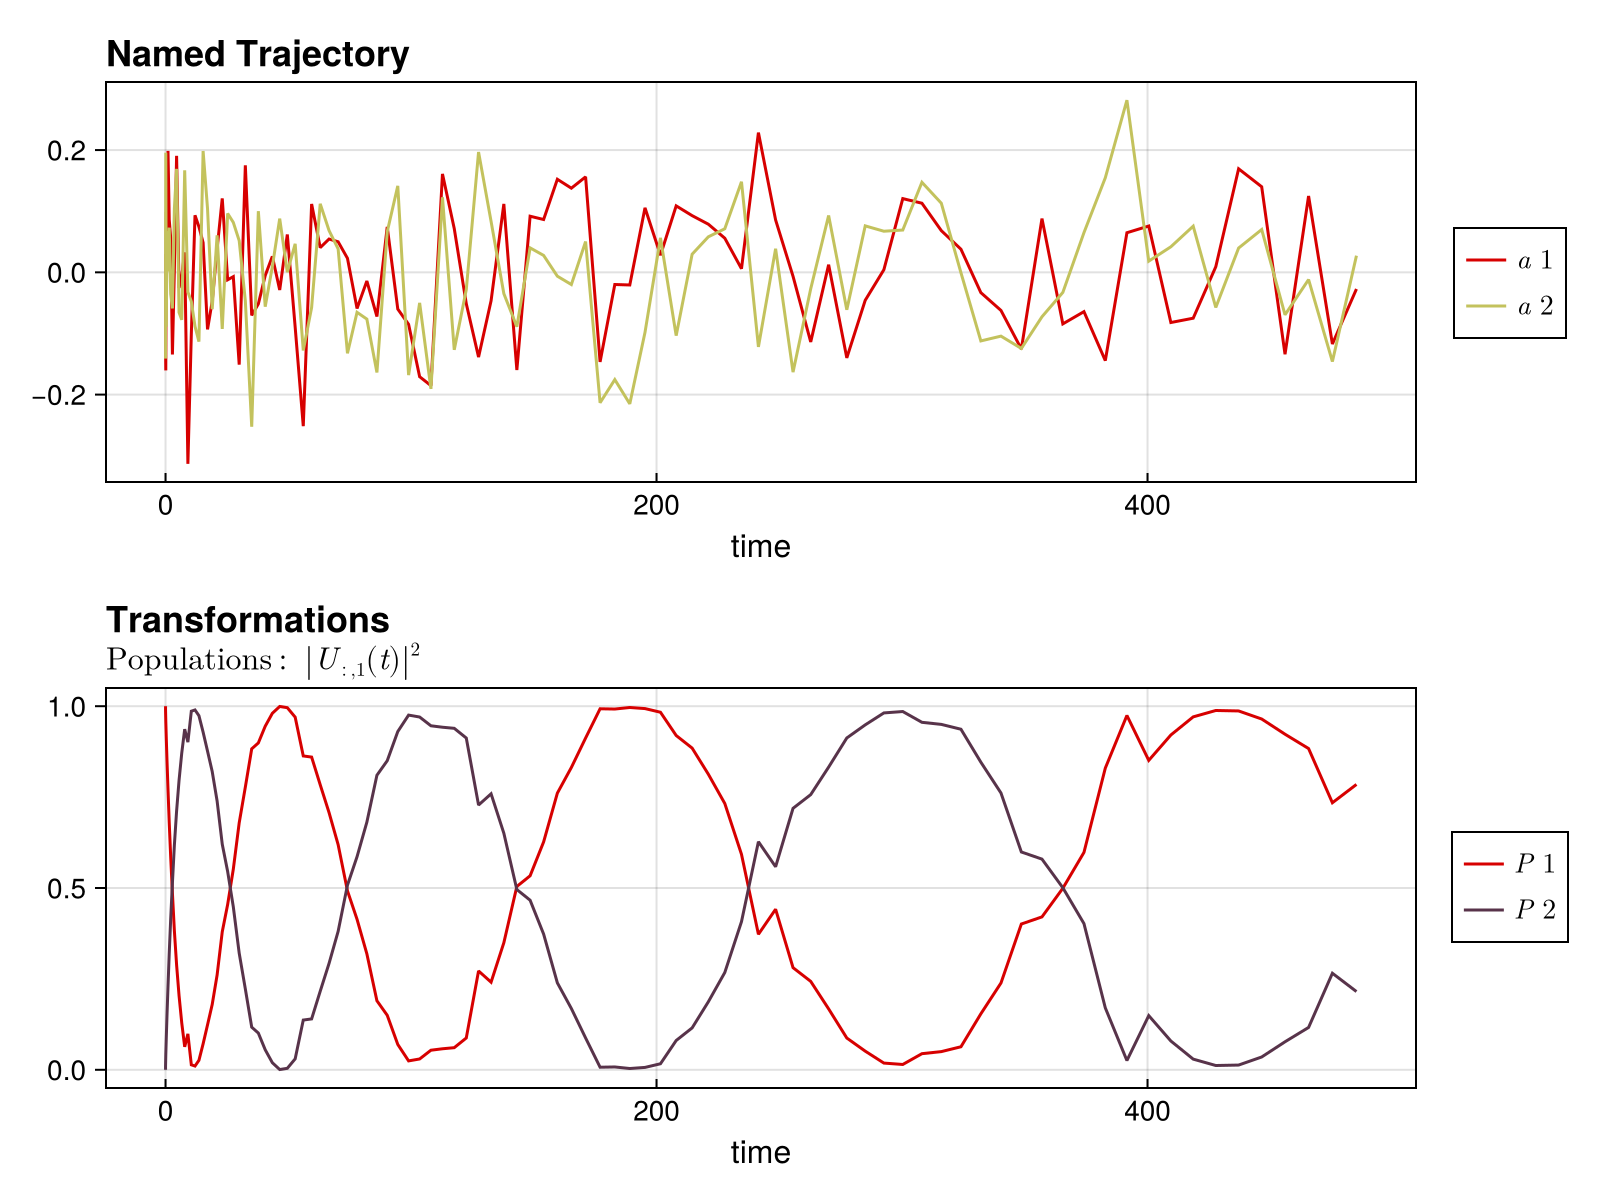 Named Trajectory
0.2
0.0
−0.2
0 200 400
time
a 1
a 2
Transformations
Populations: |U:,1(t)|²
1.0
0.5
0.0
0 200 400
time
P 1
P 2